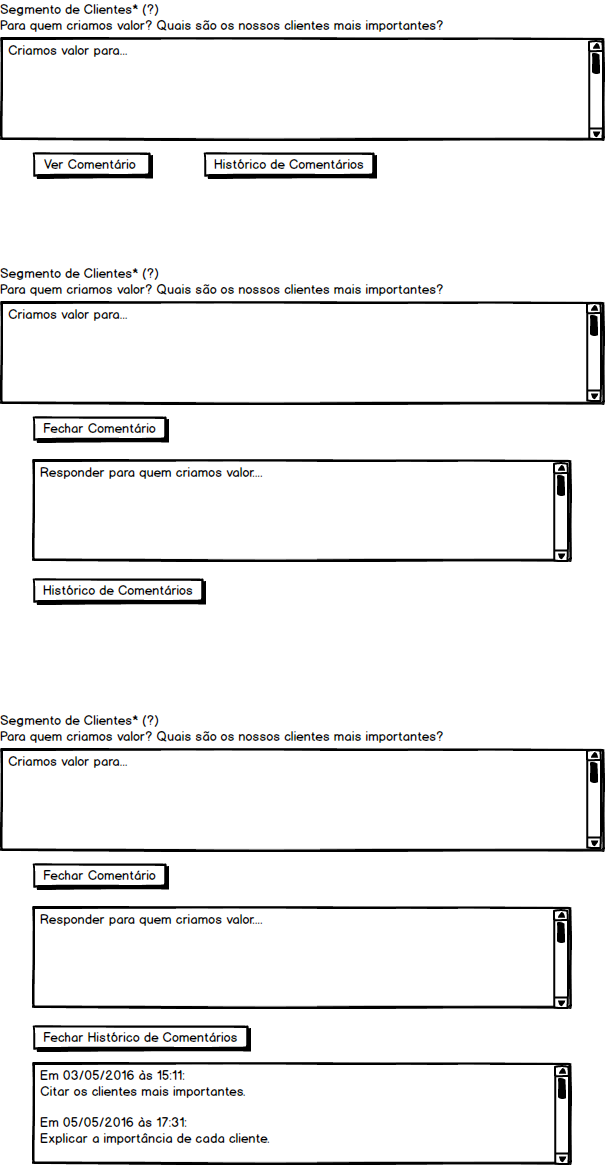 Segmento de Clientes* (?)
Para quem criamos valor? Quais são os nossos clientes mais importantes?
Criamos valor para...
Ver Comentário
Histórico de Comentários
Segmento de Clientes* (?)
Para quem criamos valor? Quais são os nossos clientes mais importantes?
Criamos valor para...
Fechar Comentário
Responder para quem criamos valor....
Histórico de Comentários
Segmento de Clientes* (?)
Para quem criamos valor? Quais são os nossos clientes mais importantes?
Criamos valor para...
Fechar Comentário
Responder para quem criamos valor....
Fechar Histórico de Comentários
Em 03/05/2016 às 15:11:
Citar os clientes mais importantes.
Em 05/05/2016 às 17:31:
Explicar a importância de cada cliente.